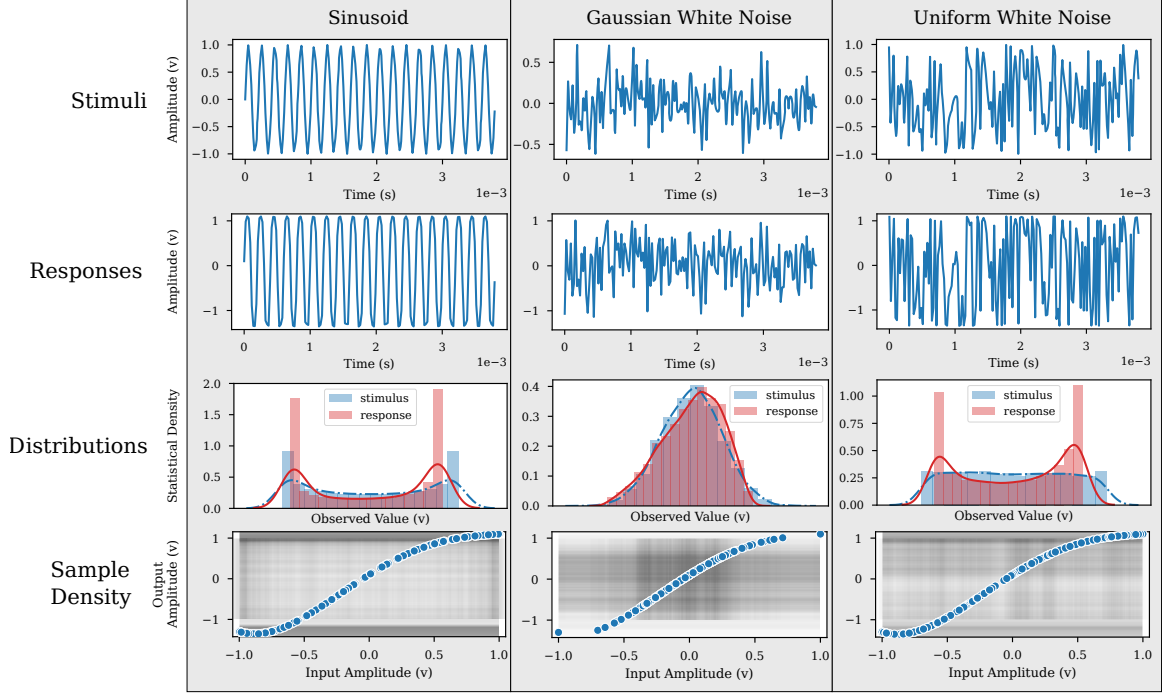 Sinusoid
Gaussian White Noise
Uniform White Noise
Stimuli
Amplitude (v)
1.0
0.5
0.0
−0.5
−1.0
0
1
2
3
Time (s)
1e−3
0.5
0.0
−0.5
0
1
2
3
Time (s)
1e−3
1.0
0.5
0.0
−0.5
−1.0
0
1
2
3
Time (s)
1e−3
Responses
Amplitude (v)
1
0
−1
0
1
2
3
Time (s)
1e−3
1
0
−1
0
1
2
3
Time (s)
1e−3
1
0
−1
0
1
2
3
Time (s)
1e−3
Distributions
Statistical Density
2.0
1.5
1.0
0.5
0.0
stimulus
response
Observed Value (v)
0.4
0.3
0.2
0.1
0.0
stimulus
response
Observed Value (v)
1.00
0.75
0.50
0.25
0.00
stimulus
response
Observed Value (v)
Sample
Density
Output
Amplitude (v)
1
0
−1
−1.0
−0.5
0.0
0.5
1.0
Input Amplitude (v)
1
0
−1
−1.0
−0.5
0.0
0.5
1.0
Input Amplitude (v)
1
0
−1
−1.0
−0.5
0.0
0.5
1.0
Input Amplitude (v)